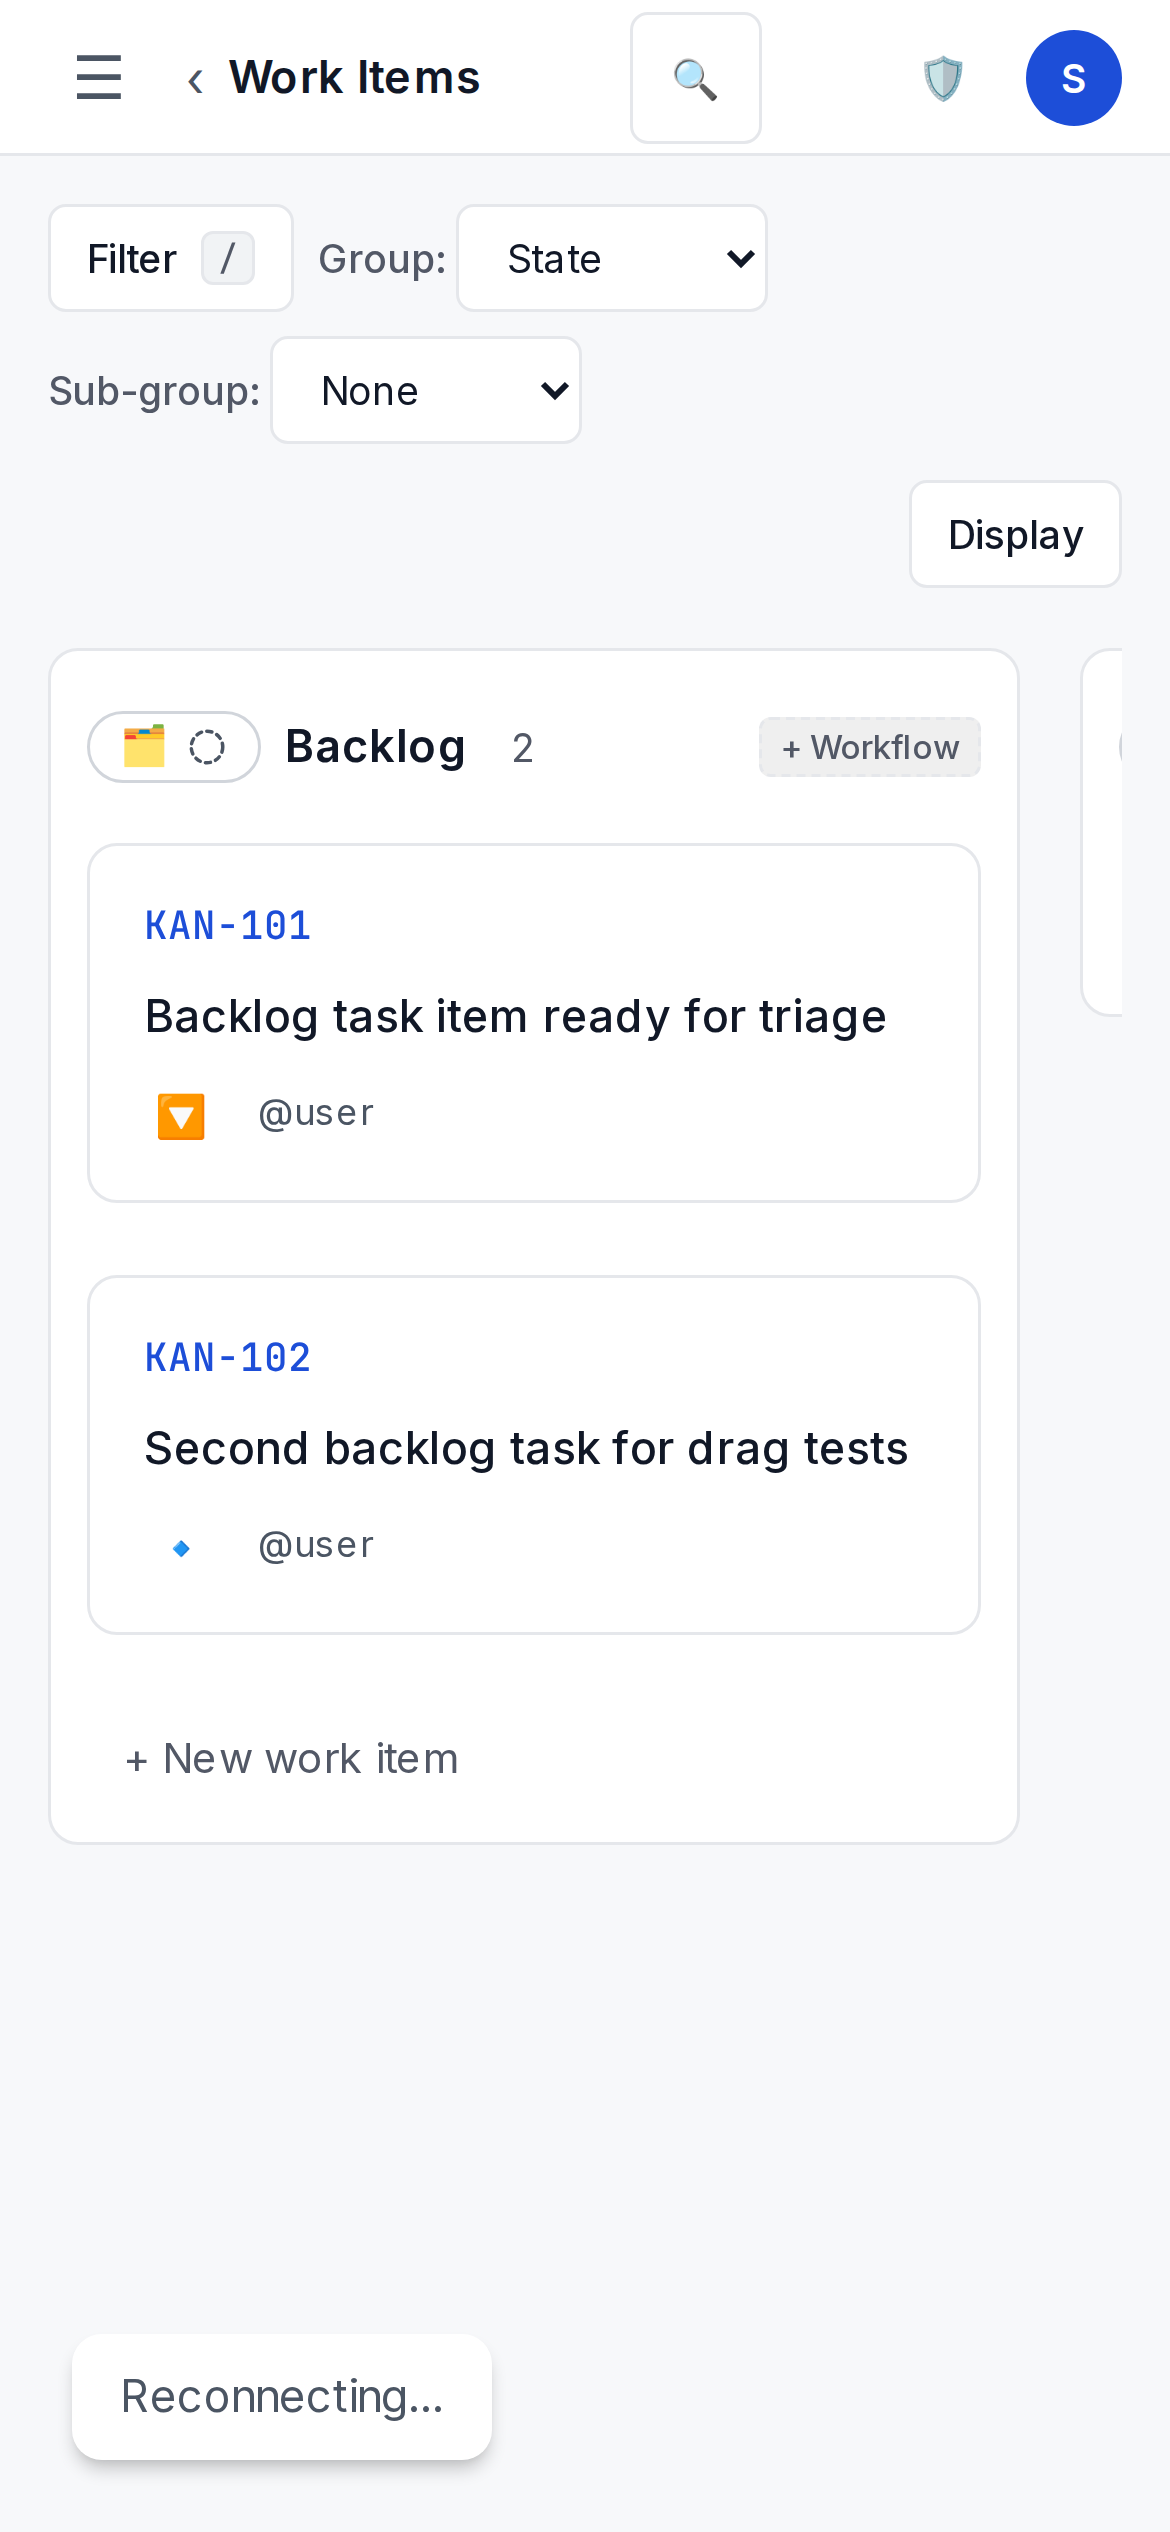 ‹ Work Items
S
Filter /
Group: State
Sub-group: None
Display
Backlog 2
+ Workflow
KAN-101
Backlog task item ready for triage
@user
KAN-102
Second backlog task for drag tests
@user
+ New work item
Reconnecting...